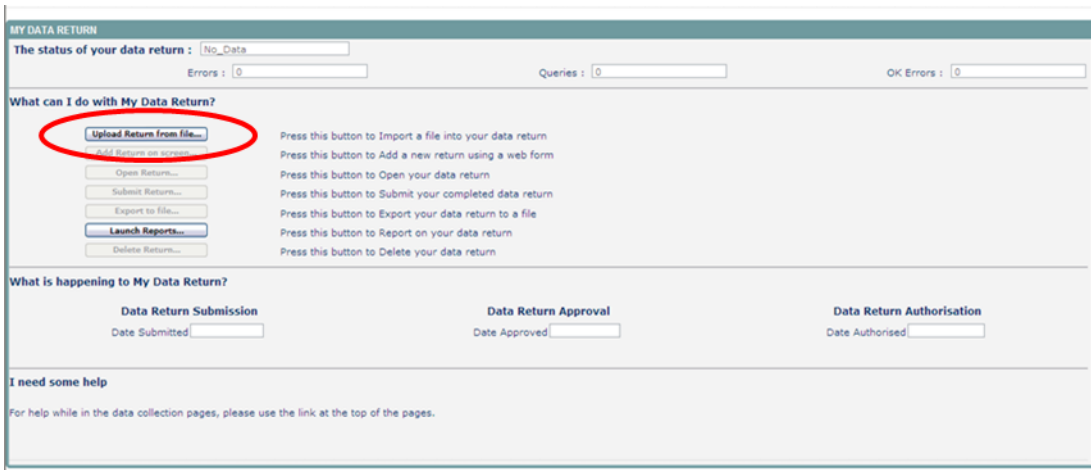 MY DATA RETURN
The status of your data return : No_Data
Errors : 0 Queries : 0 OK Errors : 0
What can I do with My Data Return?
Upload Return from file... Press this button to Import a file into your data return
Add Return on screen... Press this button to Add a new return using a web form
Open Return... Press this button to Open your data return
Submit Return... Press this button to Submit your completed data return
Export to file... Press this button to Export your data return to a file
Launch Reports... Press this button to Report on your data return
Delete Return... Press this button to Delete your data return
What is happening to My Data Return?
Data Return Submission Data Return Approval Data Return Authorisation
Date Submitted Date Approved Date Authorised
I need some help
For help while in the data collection pages, please use the link at the top of the pages.